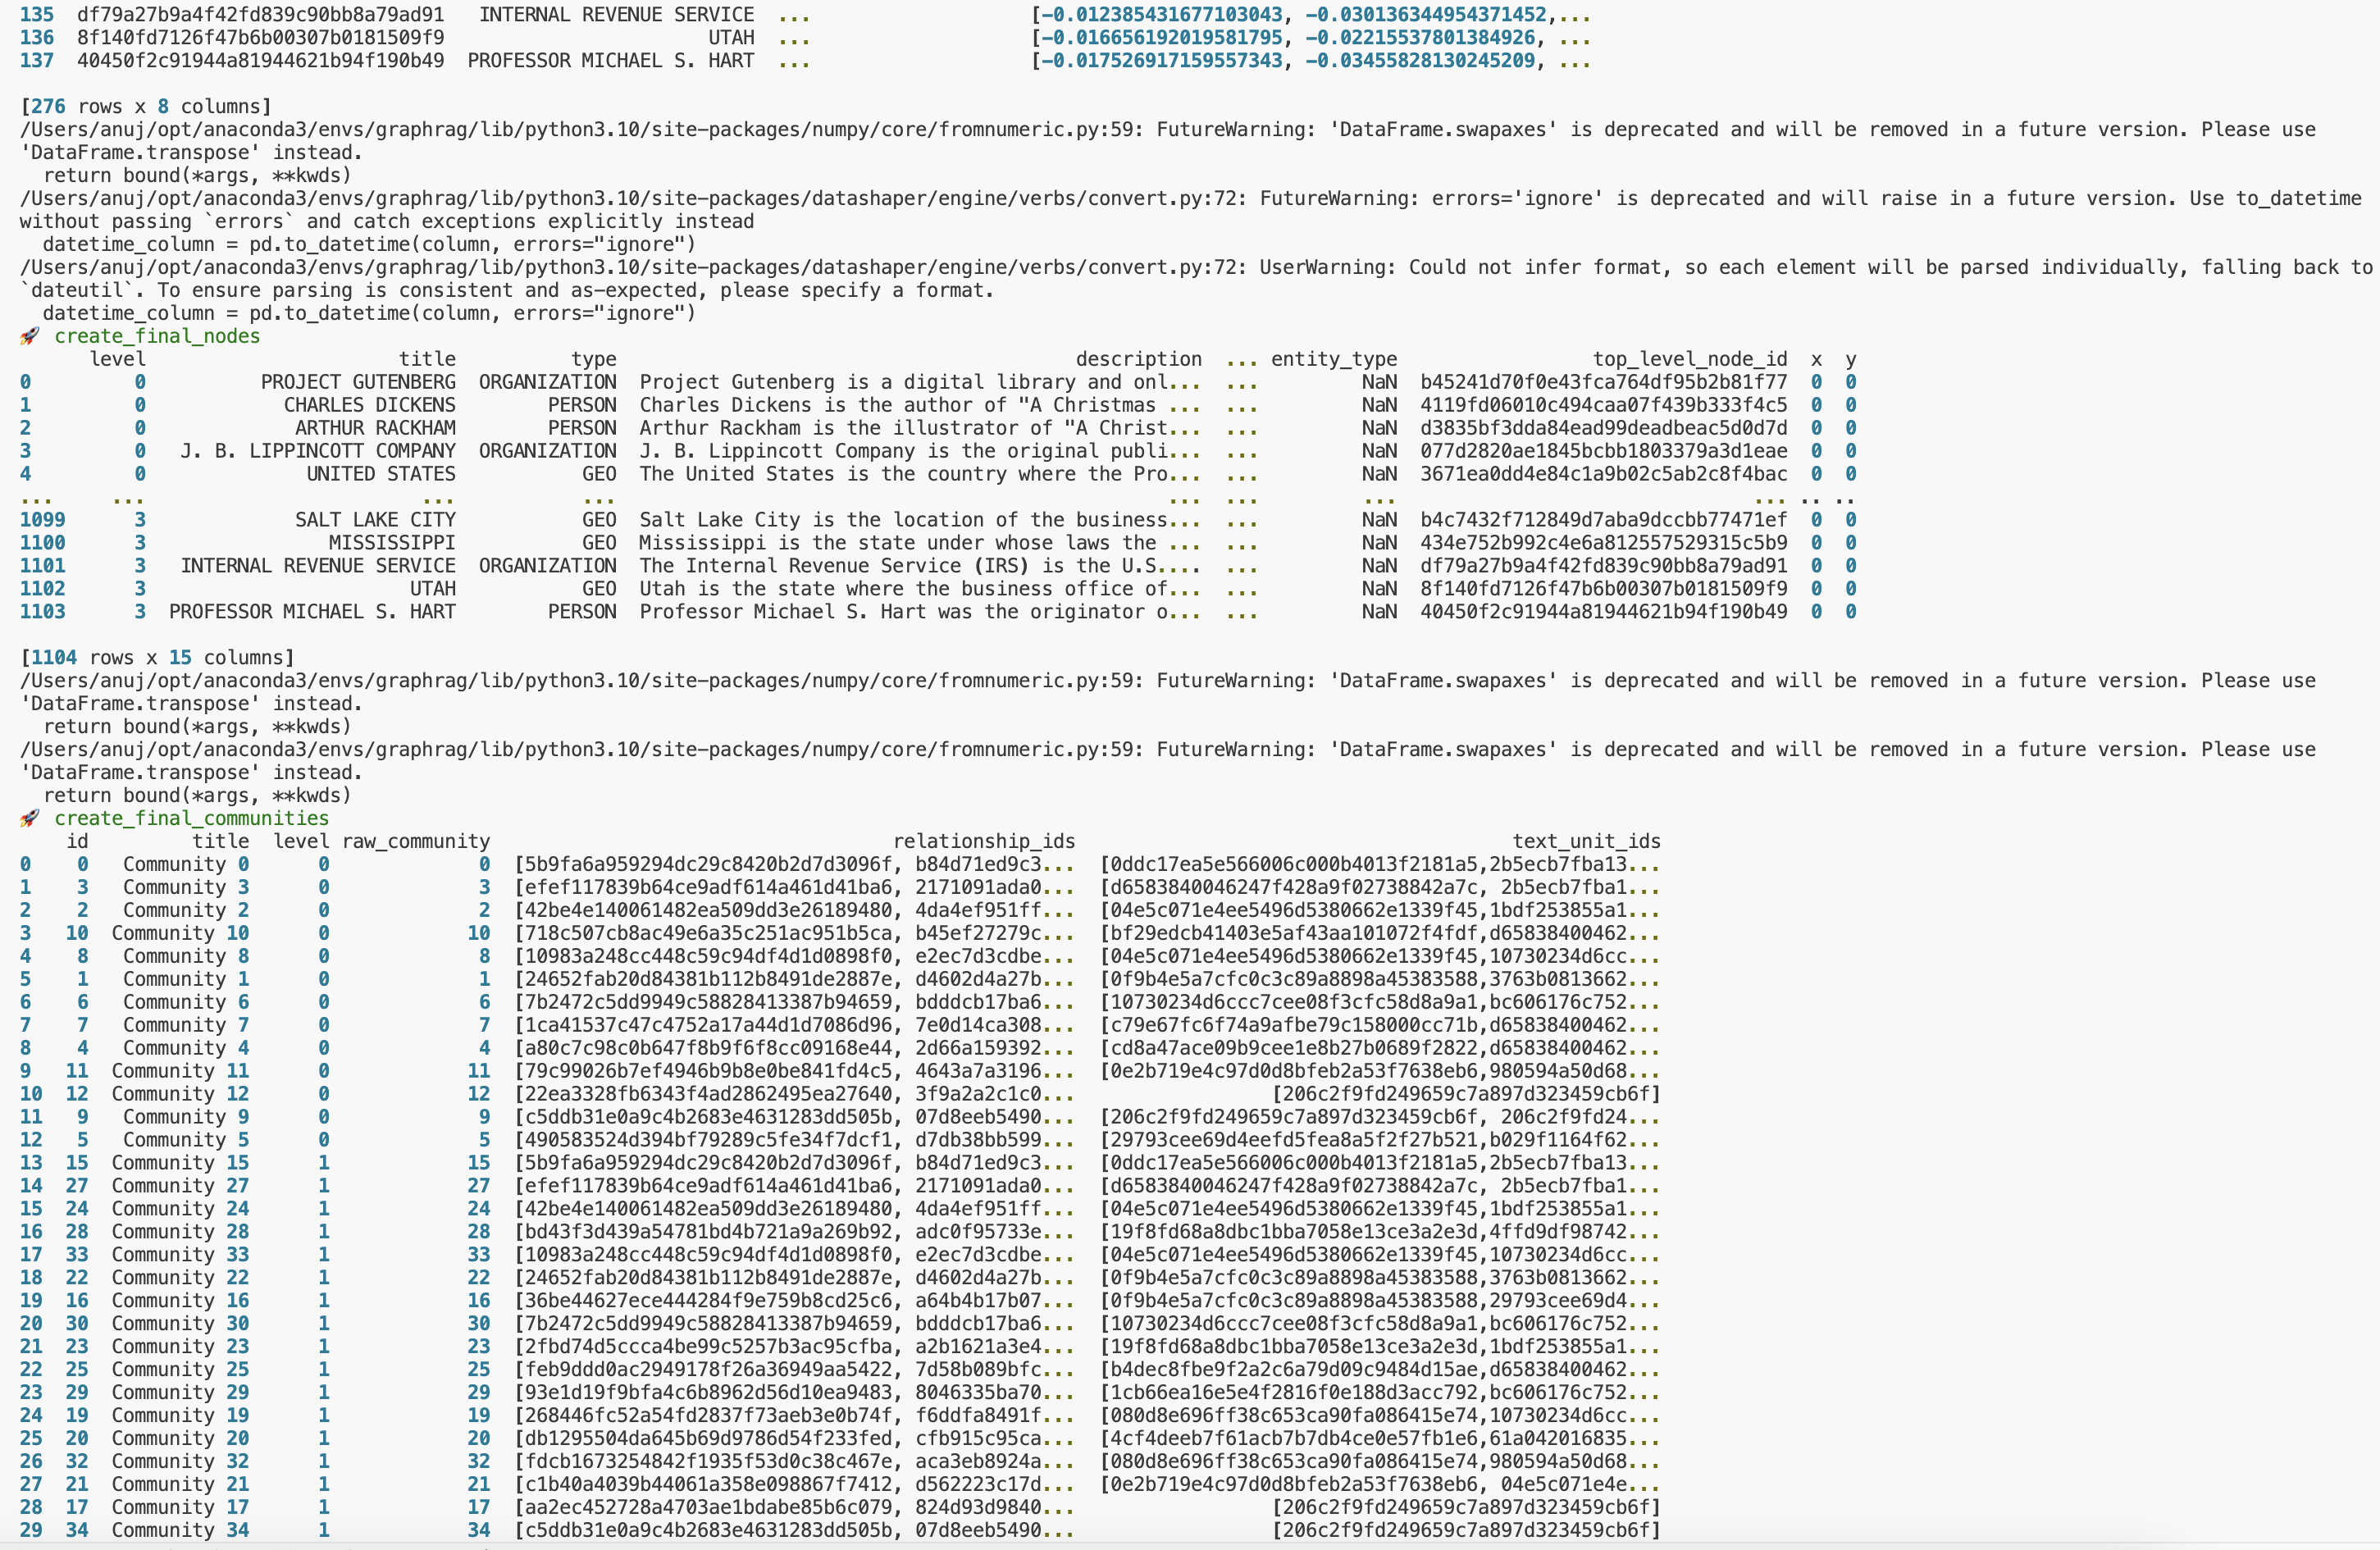 135  df79a27b9a4f42fd839c90bb8a79ad91   INTERNAL REVENUE SERVICE  ...  [-0.012385431677103043, -0.030136344954371452,...
136  8f140fd7126f47b6b00307b0181509f9   UTAH  ...  [-0.016656192019581795, -0.02215537801384926, ...
137  40450f2c91944a81944621b94f190b49  PROFESSOR MICHAEL S. HART  ...  [-0.017526917159557343, -0.03455828130245209, ...
[276 rows x 8 columns]
/Users/anuj/opt/anaconda3/envs/graphrag/lib/python3.10/site-packages/numpy/core/fromnumeric.py:59: FutureWarning: 'DataFrame.swapaxes' is deprecated and will be removed in a future version. Please use
'DataFrame.transpose' instead.
return bound(*args, **kwds)
/Users/anuj/opt/anaconda3/envs/graphrag/lib/python3.10/site-packages/datashaper/engine/verbs/convert.py:72: FutureWarning: errors='ignore' is deprecated and will raise in a future version. Use to_datetime
without passing `errors` and catch exceptions explicitly instead
datetime_column = pd.to_datetime(column, errors="ignore")
/Users/anuj/opt/anaconda3/envs/graphrag/lib/python3.10/site-packages/datashaper/engine/verbs/convert.py:72: UserWarning: Could not infer format, so each element will be parsed individually, falling back to
`dateutil`. To ensure parsing is consistent and as-expected, please specify a format.
datetime_column = pd.to_datetime(column, errors="ignore")
🚀 create_final_nodes
level  title  type  description  ...  entity_type  top_level_node_id  x  y
0  0  PROJECT GUTENBERG  ORGANIZATION  Project Gutenberg is a digital library and onl...  ...  NaN  b45241d70f0e43fca764df95b2b81f77  0  0
1  0  CHARLES DICKENS  PERSON  Charles Dickens is the author of "A Christmas ...  ...  NaN  4119fd06010c494caa07f439b333f4c5  0  0
2  0  ARTHUR RACKHAM  PERSON  Arthur Rackham is the illustrator of "A Christ...  ...  NaN  d3835bf3dda84ead99deadbeac5d0d7d  0  0
3  0  J. B. LIPPINCOTT COMPANY  ORGANIZATION  J. B. Lippincott Company is the original publi...  ...  NaN  077d2820ae1845bcbb1803379a3d1eae  0  0
4  0  UNITED STATES  GEO  The United States is the country where the Pro...  ...  NaN  3671ea0dd4e84c1a9b02c5ab2c8f4bac  0  0
...  ...  ...  ...  ...  ...  ...  ...  ..  ..
1099  3  SALT LAKE CITY  GEO  Salt Lake City is the location of the business...  ...  NaN  b4c7432f712849d7aba9dccbb77471ef  0  0
1100  3  MISSISSIPPI  GEO  Mississippi is the state under whose laws the ...  ...  NaN  434e752b992c4e6a812557529315c5b9  0  0
1101  3  INTERNAL REVENUE SERVICE  ORGANIZATION  The Internal Revenue Service (IRS) is the U.S....  ...  NaN  df79a27b9a4f42fd839c90bb8a79ad91  0  0
1102  3  UTAH  GEO  Utah is the state where the business office of...  ...  NaN  8f140fd7126f47b6b00307b0181509f9  0  0
1103  3  PROFESSOR MICHAEL S. HART  PERSON  Professor Michael S. Hart was the originator o...  ...  NaN  40450f2c91944a81944621b94f190b49  0  0
[1104 rows x 15 columns]
/Users/anuj/opt/anaconda3/envs/graphrag/lib/python3.10/site-packages/numpy/core/fromnumeric.py:59: FutureWarning: 'DataFrame.swapaxes' is deprecated and will be removed in a future version. Please use
'DataFrame.transpose' instead.
return bound(*args, **kwds)
/Users/anuj/opt/anaconda3/envs/graphrag/lib/python3.10/site-packages/numpy/core/fromnumeric.py:59: FutureWarning: 'DataFrame.swapaxes' is deprecated and will be removed in a future version. Please use
'DataFrame.transpose' instead.
return bound(*args, **kwds)
🚀 create_final_communities
id  title  level  raw_community  relationship_ids  text_unit_ids
0  0  Community 0  0  0  [5b9fa6a959294dc29c8420b2d7d3096f, b84d71ed9c3...  [0ddc17ea5e566006c000b4013f2181a5,2b5ecb7fba13...
1  3  Community 3  0  3  [efef117839b64ce9adf614a461d41ba6, 2171091ada0...  [d6583840046247f428a9f02738842a7c, 2b5ecb7fba1...
2  2  Community 2  0  2  [42be4e140061482ea509dd3e26189480, 4da4ef951ff...  [04e5c071e4ee5496d5380662e1339f45,1bdf253855a1...
3  10  Community 10  0  10  [718c507cb8ac49e6a35c251ac951b5ca, b45ef27279c...  [bf29edcb41403e5af43aa101072f4fdf,d65838400462...
4  8  Community 8  0  8  [10983a248cc448c59c94df4d1d0898f0, e2ec7d3cdbe...  [04e5c071e4ee5496d5380662e1339f45,10730234d6cc...
5  1  Community 1  0  1  [24652fab20d84381b112b8491de2887e, d4602d4a27b...  [0f9b4e5a7cfc0c3c89a8898a45383588,3763b0813662...
6  6  Community 6  0  6  [7b2472c5dd9949c58828413387b94659, bdddcb17ba6...  [10730234d6ccc7cee08f3cfc58d8a9a1,bc606176c752...
7  7  Community 7  0  7  [1ca41537c47c4752a17a44d1d7086d96, 7e0d14ca308...  [c79e67fc6f74a9afbe79c158000cc71b,d65838400462...
8  4  Community 4  0  4  [a80c7c98c0b647f8b9f6f8cc09168e44, 2d66a159392...  [cd8a47ace09b9cee1e8b27b0689f2822,d65838400462...
9  11  Community 11  0  11  [79c99026b7ef4946b9b8e0be841fd4c5, 4643a7a3196...  [0e2b719e4c97d0d8bfeb2a53f7638eb6,980594a50d68...
10  12  Community 12  0  12  [22ea3328fb6343f4ad2862495ea27640, 3f9a2a2c1c0...  [206c2f9fd249659c7a897d323459cb6f]
11  9  Community 9  0  9  [c5ddb31e0a9c4b2683e4631283dd505b, 07d8eeb5490...  [206c2f9fd249659c7a897d323459cb6f, 206c2f9fd24...
12  5  Community 5  0  5  [490583524d394bf79289c5fe34f7dcf1, d7db38bb599...  [29793cee69d4eefd5fea8a5f2f27b521,b029f1164f62...
13  15  Community 15  1  15  [5b9fa6a959294dc29c8420b2d7d3096f, b84d71ed9c3...  [0ddc17ea5e566006c000b4013f2181a5,2b5ecb7fba13...
14  27  Community 27  1  27  [efef117839b64ce9adf614a461d41ba6, 2171091ada0...  [d6583840046247f428a9f02738842a7c, 2b5ecb7fba1...
15  24  Community 24  1  24  [42be4e140061482ea509dd3e26189480, 4da4ef951ff...  [04e5c071e4ee5496d5380662e1339f45,1bdf253855a1...
16  28  Community 28  1  28  [bd43f3d439a54781bd4b721a9a269b92, adc0f95733e...  [19f8fd68a8dbc1bba7058e13ce3a2e3d,4ffd9df98742...
17  33  Community 33  1  33  [10983a248cc448c59c94df4d1d0898f0, e2ec7d3cdbe...  [04e5c071e4ee5496d5380662e1339f45,10730234d6cc...
18  22  Community 22  1  22  [24652fab20d84381b112b8491de2887e, d4602d4a27b...  [0f9b4e5a7cfc0c3c89a8898a45383588,3763b0813662...
19  16  Community 16  1  16  [36be44627ece444284f9e759b8cd25c6, a64b4b17b07...  [0f9b4e5a7cfc0c3c89a8898a45383588,29793cee69d4...
20  30  Community 30  1  30  [7b2472c5dd9949c58828413387b94659, bdddcb17ba6...  [10730234d6ccc7cee08f3cfc58d8a9a1,bc606176c752...
21  23  Community 23  1  23  [2fbd74d5ccca4be99c5257b3ac95cfba, a2b1621a3e4...  [19f8fd68a8dbc1bba7058e13ce3a2e3d,1bdf253855a1...
22  25  Community 25  1  25  [feb9ddd0ac2949178f26a36949aa5422, 7d58b089bfc...  [b4dec8fbe9f2a2c6a79d09c9484d15ae,d65838400462...
23  29  Community 29  1  29  [93e1d19f9bfa4c6b8962d56d10ea9483, 8046335ba70...  [1cb66ea16e5e4f2816f0e188d3acc792,bc606176c752...
24  19  Community 19  1  19  [268446fc52a54fd2837f73aeb3e0b74f, f6ddfa8491f...  [080d8e696ff38c653ca90fa086415e74,10730234d6cc...
25  20  Community 20  1  20  [db1295504da645b69d9786d54f233fed, cfb915c95ca...  [4cf4deeb7f61acb7b7db4ce0e57fb1e6,61a042016835...
26  32  Community 32  1  32  [fdcb1673254842f1935f53d0c38c467e, aca3eb8924a...  [080d8e696ff38c653ca90fa086415e74,980594a50d68...
27  21  Community 21  1  21  [c1b40a4039b44061a358e098867f7412, d562223c17d...  [0e2b719e4c97d0d8bfeb2a53f7638eb6, 04e5c071e4e...
28  17  Community 17  1  17  [aa2ec452728a4703ae1bdabe85b6c079, 824d93d9840...  [206c2f9fd249659c7a897d323459cb6f]
29  34  Community 34  1  34  [c5ddb31e0a9c4b2683e4631283dd505b, 07d8eeb5490...  [206c2f9fd249659c7a897d323459cb6f]